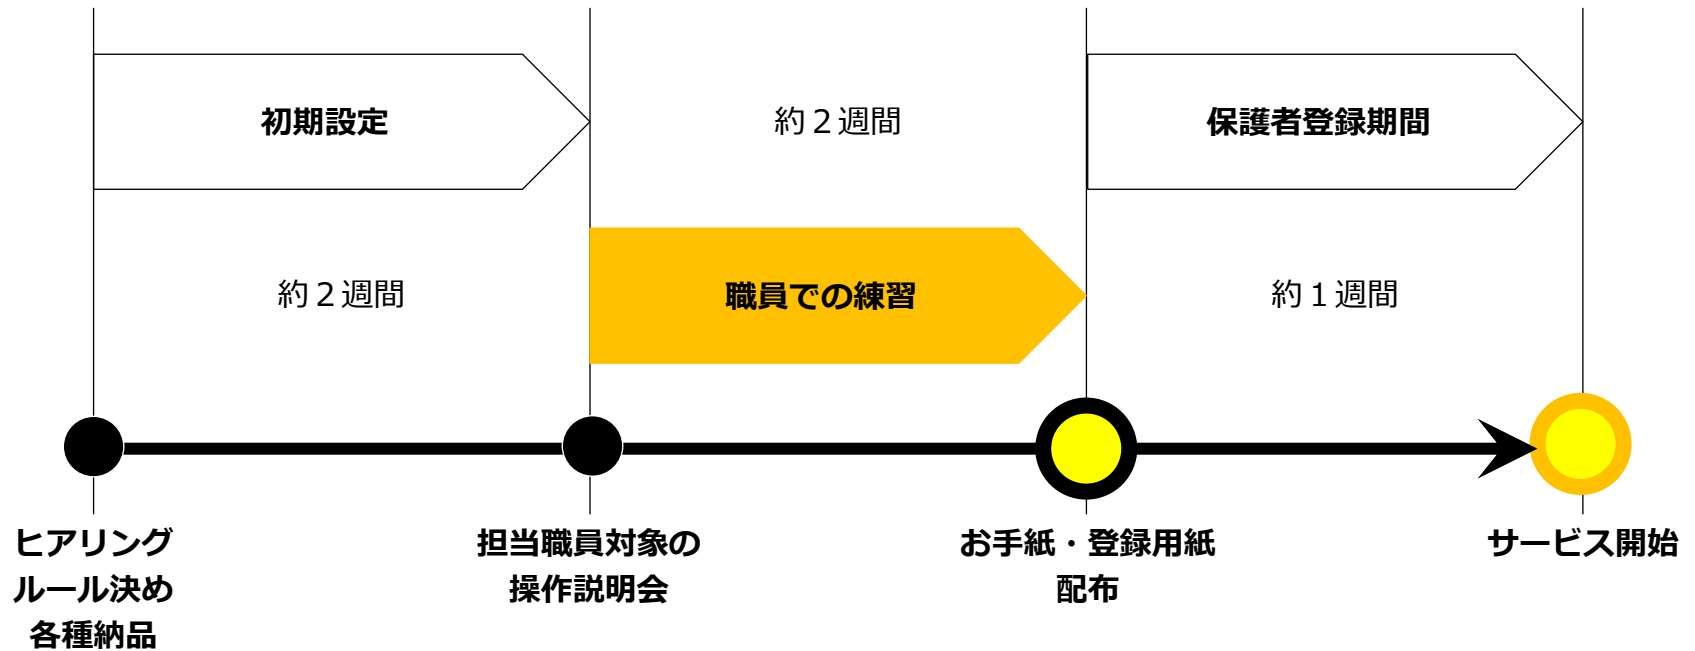 初期設定
約２週間
保護者登録期間
約２週間
職員での練習
約１週間
ヒアリング
ルール決め
各種納品
担当職員対象の
操作説明会
お手紙・登録用紙
配布
サービス開始